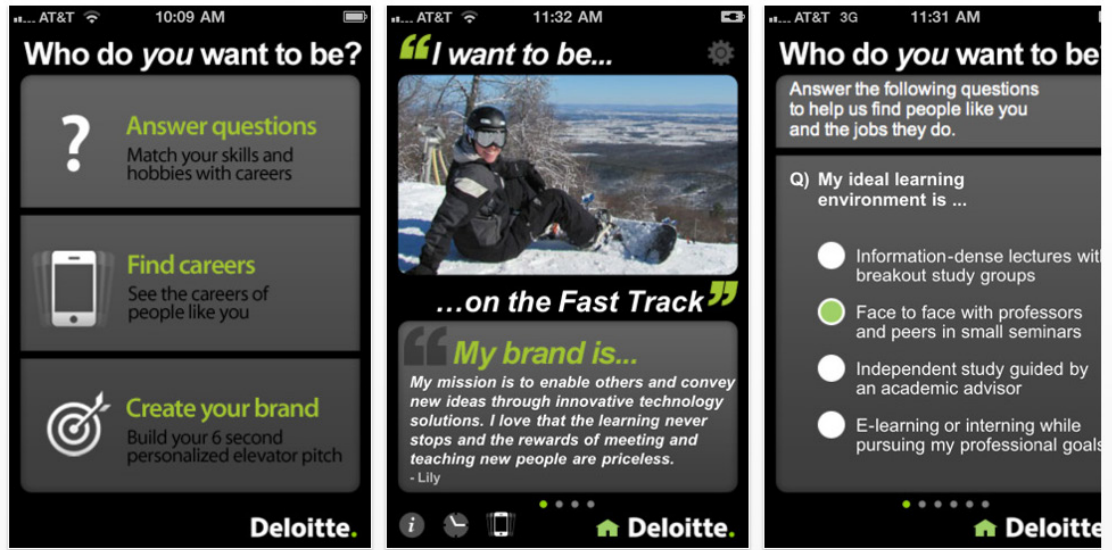 AT&T 10:09 AM
Who do you want to be?
?
Answer questions
Match your skills and
hobbies with careers
Find careers
See the careers of
people like you
Create your brand
Build your 6 second
personalized elevator pitch
Deloitte.
AT&T 11:32 AM
“I want to be...
...on the Fast Track”
“My brand is...
My mission is to enable others and convey
new ideas through innovative technology
solutions. I love that the learning never
stops and the rewards of meeting and
teaching new people are priceless.
- Lily
i
Deloitte.
AT&T 3G 11:31 AM
Who do you want to be
Answer the following questions
to help us find people like you
and the jobs they do.
Q) My ideal learning
environment is ...
Information-dense lectures wit
breakout study groups
Face to face with professors
and peers in small seminars
Independent study guided by
an academic advisor
E-learning or interning while
pursuing my professional goals
Deloitte